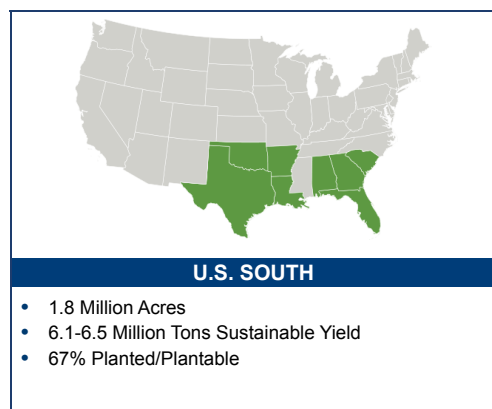 U.S. SOUTH
• 1.8 Million Acres
• 6.1-6.5 Million Tons Sustainable Yield
• 67% Planted/Plantable